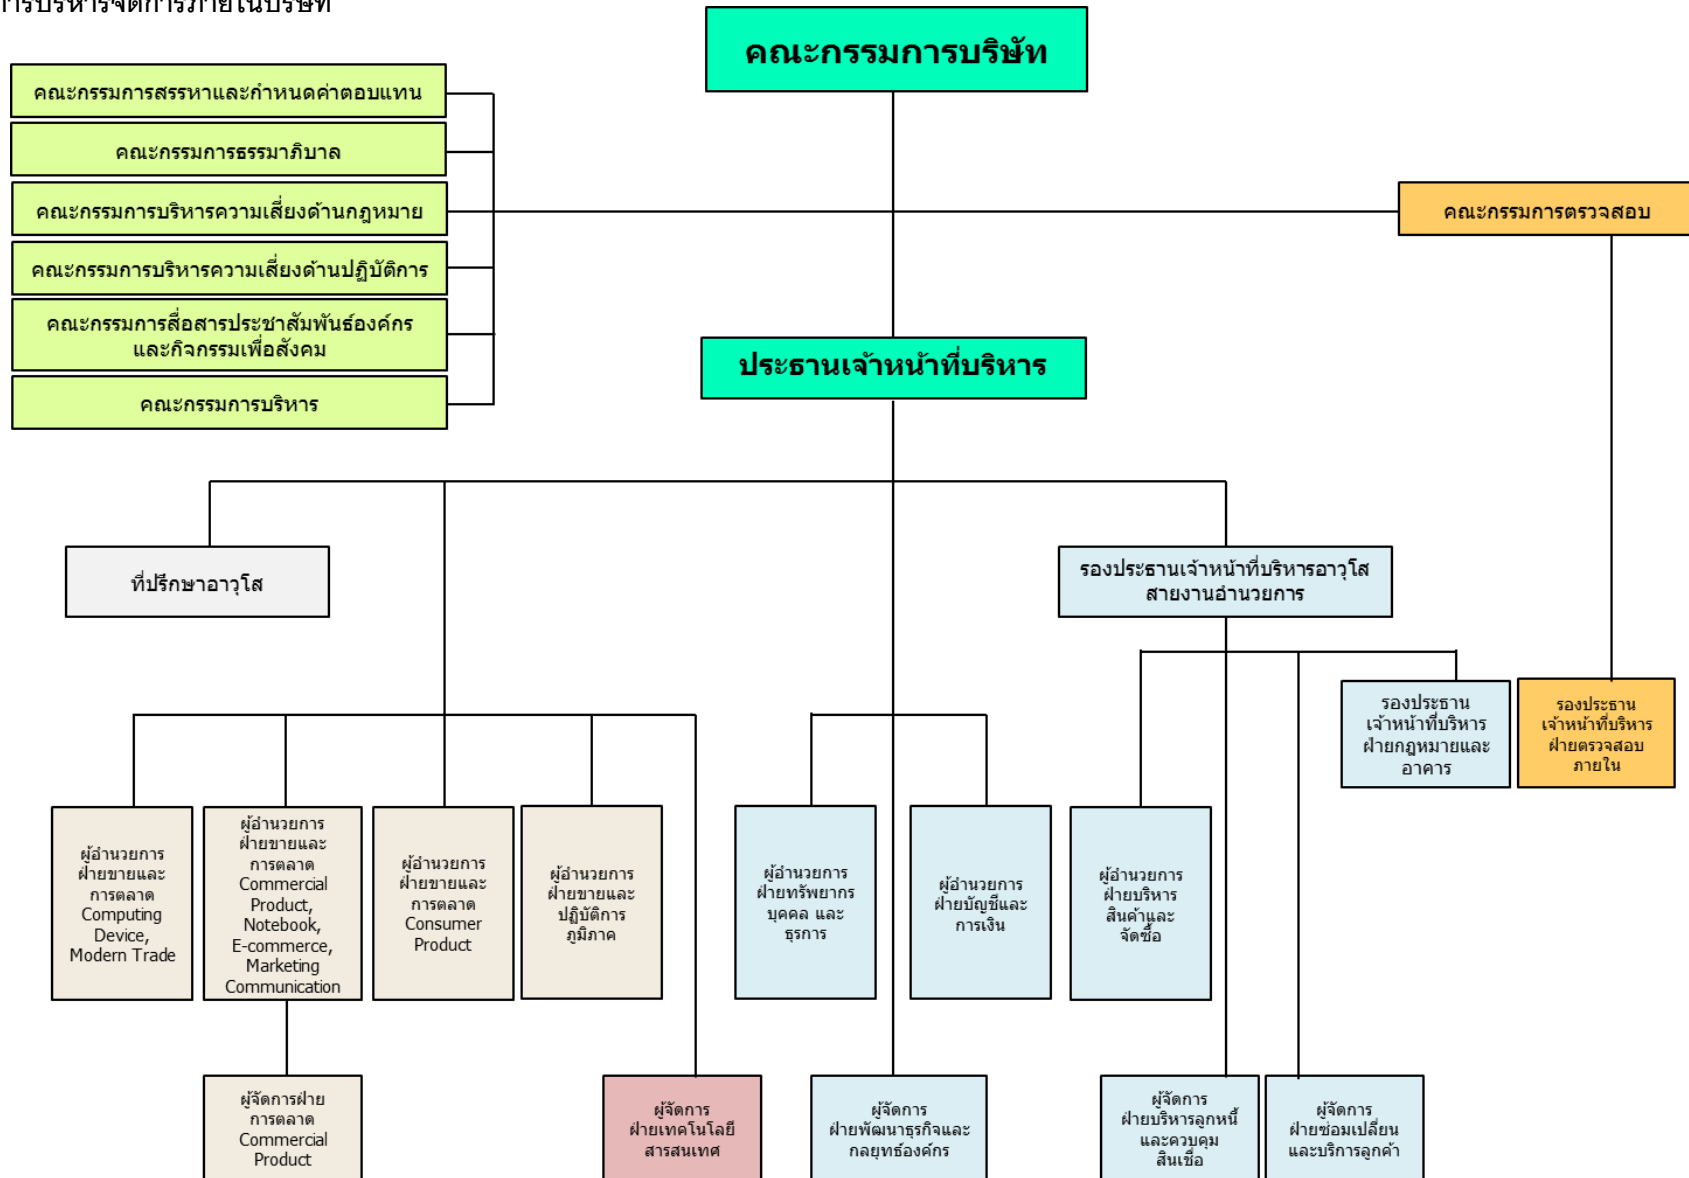 การบริหารจัดการภายในบริษัท
คณะกรรมการบริษัท
คณะกรรมการสรรหาและกำหนดค่าตอบแทน
คณะกรรมการธรรมาภิบาล
คณะกรรมการบริหารความเสี่ยงด้านกฎหมาย
คณะกรรมการตรวจสอบ
คณะกรรมการบริหารความเสี่ยงด้านปฏิบัติการ
คณะกรรมการสื่อสารประชาสัมพันธ์องค์กร
และกิจกรรมเพื่อสังคม
คณะกรรมการบริหาร
ประธานเจ้าหน้าที่บริหาร
ที่ปรึกษาอาวุโส
รองประธานเจ้าหน้าที่บริหารอาวุโส
สายงานอำนวยการ
รองประธาน
เจ้าหน้าที่บริหาร
ฝ่ายกฎหมายและ
อาคาร
รองประธาน
เจ้าหน้าที่บริหาร
ฝ่ายตรวจสอบ
ภายใน
ผู้อำนวยการ
ฝ่ายขายและ
การตลาด
Computing
Device,
Modern Trade
ผู้อำนวยการ
ฝ่ายขายและ
การตลาด
Commercial
Product,
Notebook,
E-commerce,
Marketing
Communication
ผู้อำนวยการ
ฝ่ายขายและ
การตลาด
Consumer
Product
ผู้อำนวยการ
ฝ่ายขายและ
ปฏิบัติการ
ภูมิภาค
ผู้อำนวยการ
ฝ่ายทรัพยากร
บุคคล และ
ธุรการ
ผู้อำนวยการ
ฝ่ายบัญชีและ
การเงิน
ผู้อำนวยการ
ฝ่ายบริหาร
สินค้าและ
จัดซื้อ
ผู้จัดการฝ่าย
การตลาด
Commercial
Product
ผู้จัดการ
ฝ่ายเทคโนโลยี
สารสนเทศ
ผู้จัดการ
ฝ่ายพัฒนาธุรกิจและ
กลยุทธ์องค์กร
ผู้จัดการ
ฝ่ายบริหารลูกหนี้
และควบคุม
สินเชื่อ
ผู้จัดการ
ฝ่ายซ่อมเปลี่ยน
และบริการลูกค้า